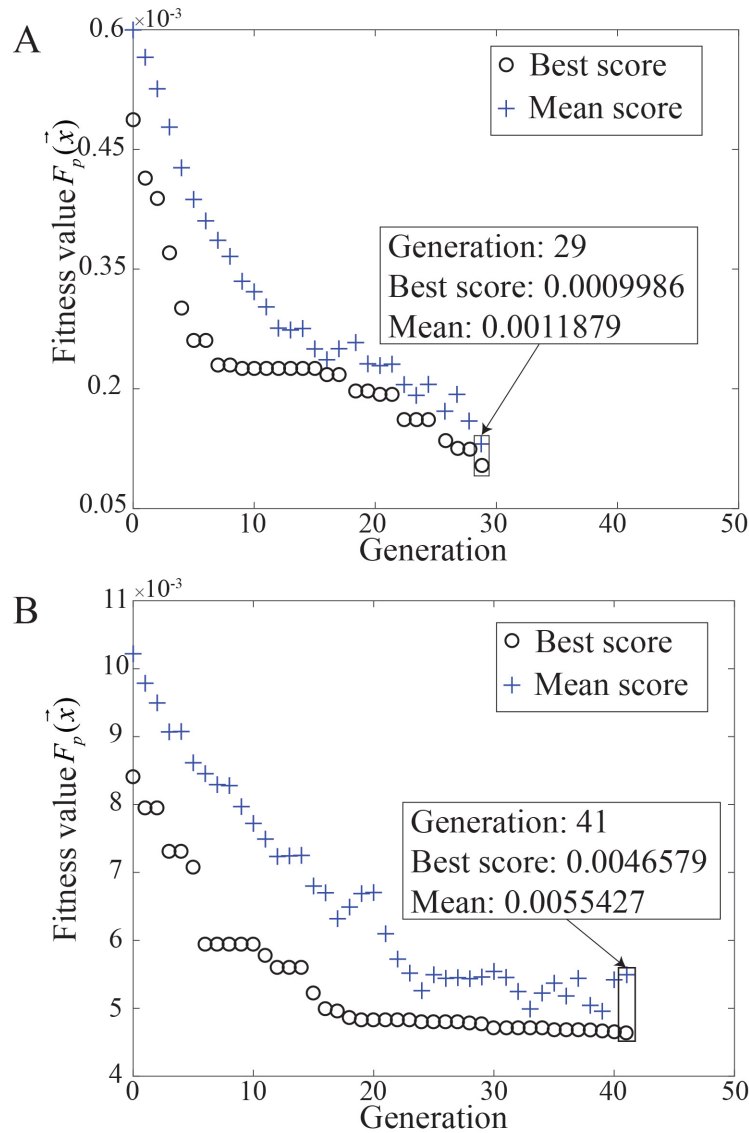 A
×10⁻³
0.6
0.45
0.35
0.2
0.05
Fitness value Fₚ(x⃗)
Best score
Mean score
Generation: 29
Best score: 0.0009986
Mean: 0.0011879
0 10 20 30 40 50
Generation
B
×10⁻³
11
10
9
8
7
6
5
4
Fitness value Fₚ(x⃗)
Best score
Mean score
Generation: 41
Best score: 0.0046579
Mean: 0.0055427
0 10 20 30 40 50
Generation